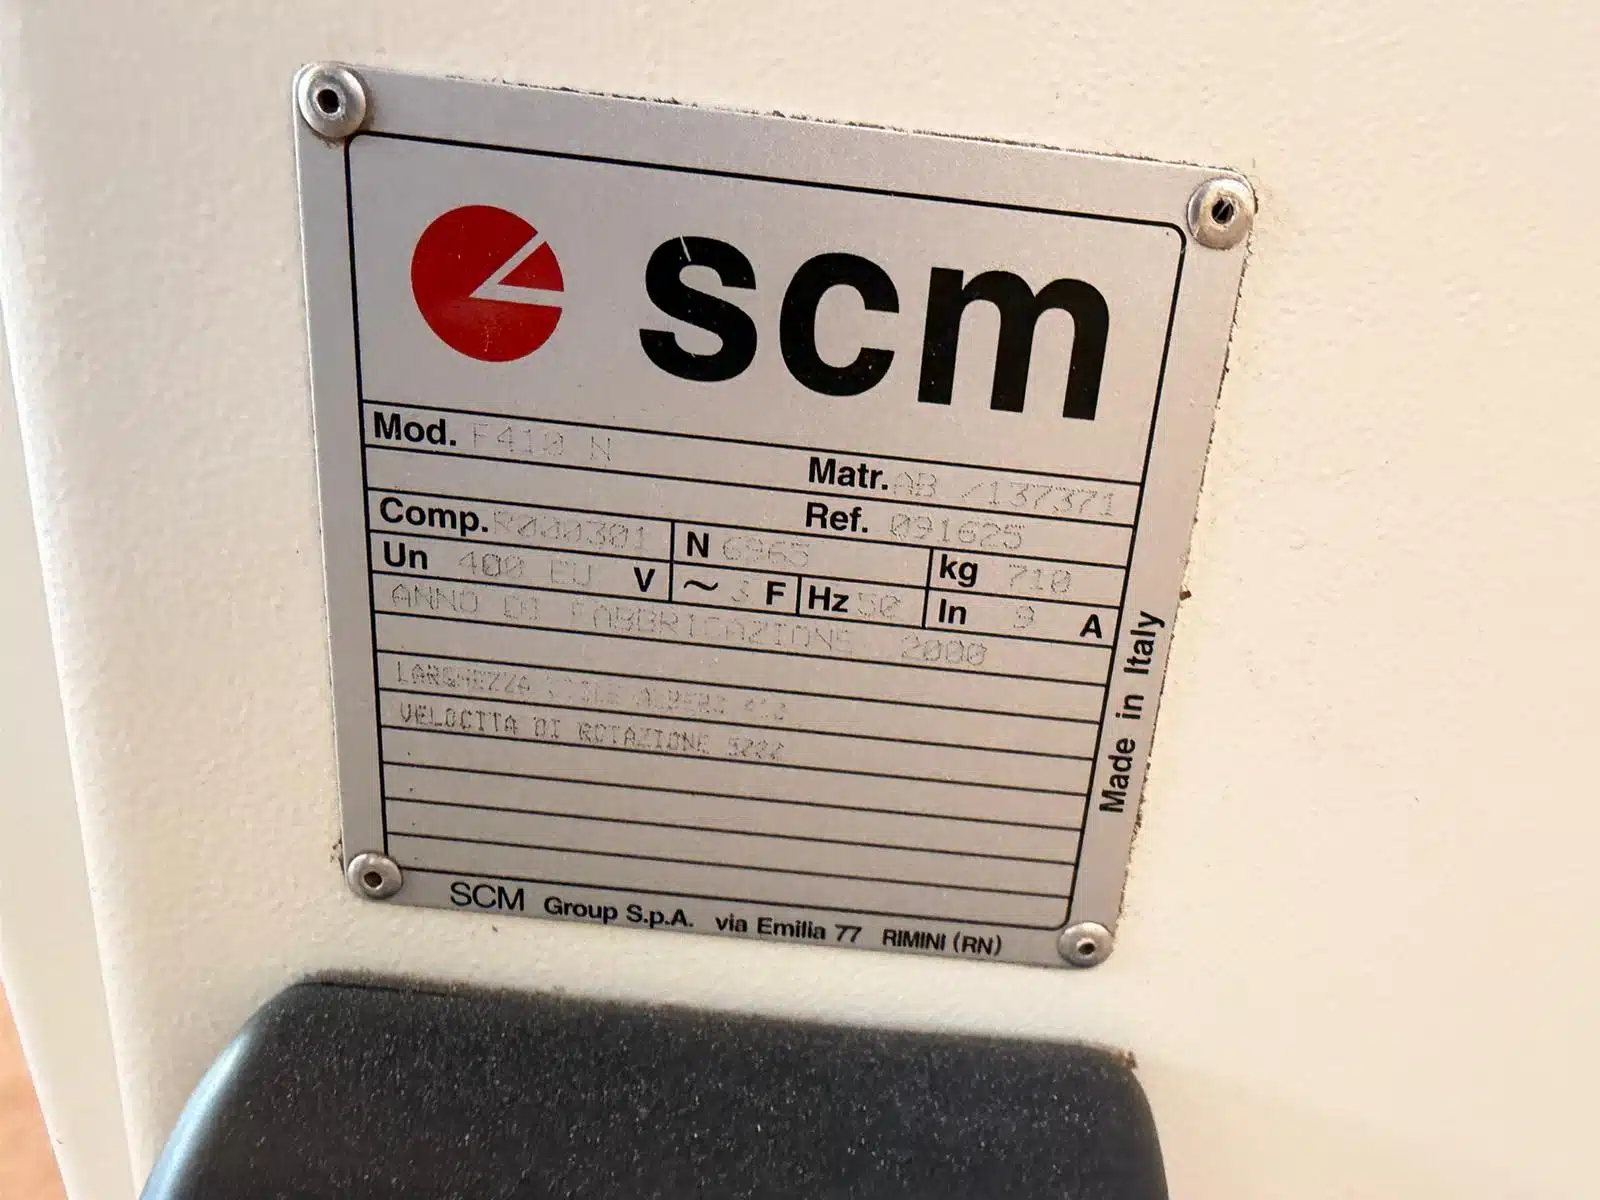 scm
Mod. F410 N
Matr. AB /137371
Comp. R000301
Ref. 091625
N 6965
kg 710
Un 400 EU V
~ 3 F
Hz 50
In 9 A
ANNO DI FABBRICAZIONE 2000
LARGHEZZA
VELOCITA DI ROTAZIONE 5000
Made in Italy
SCM Group S.p.A. via Emilia 77 RIMINI (RN)